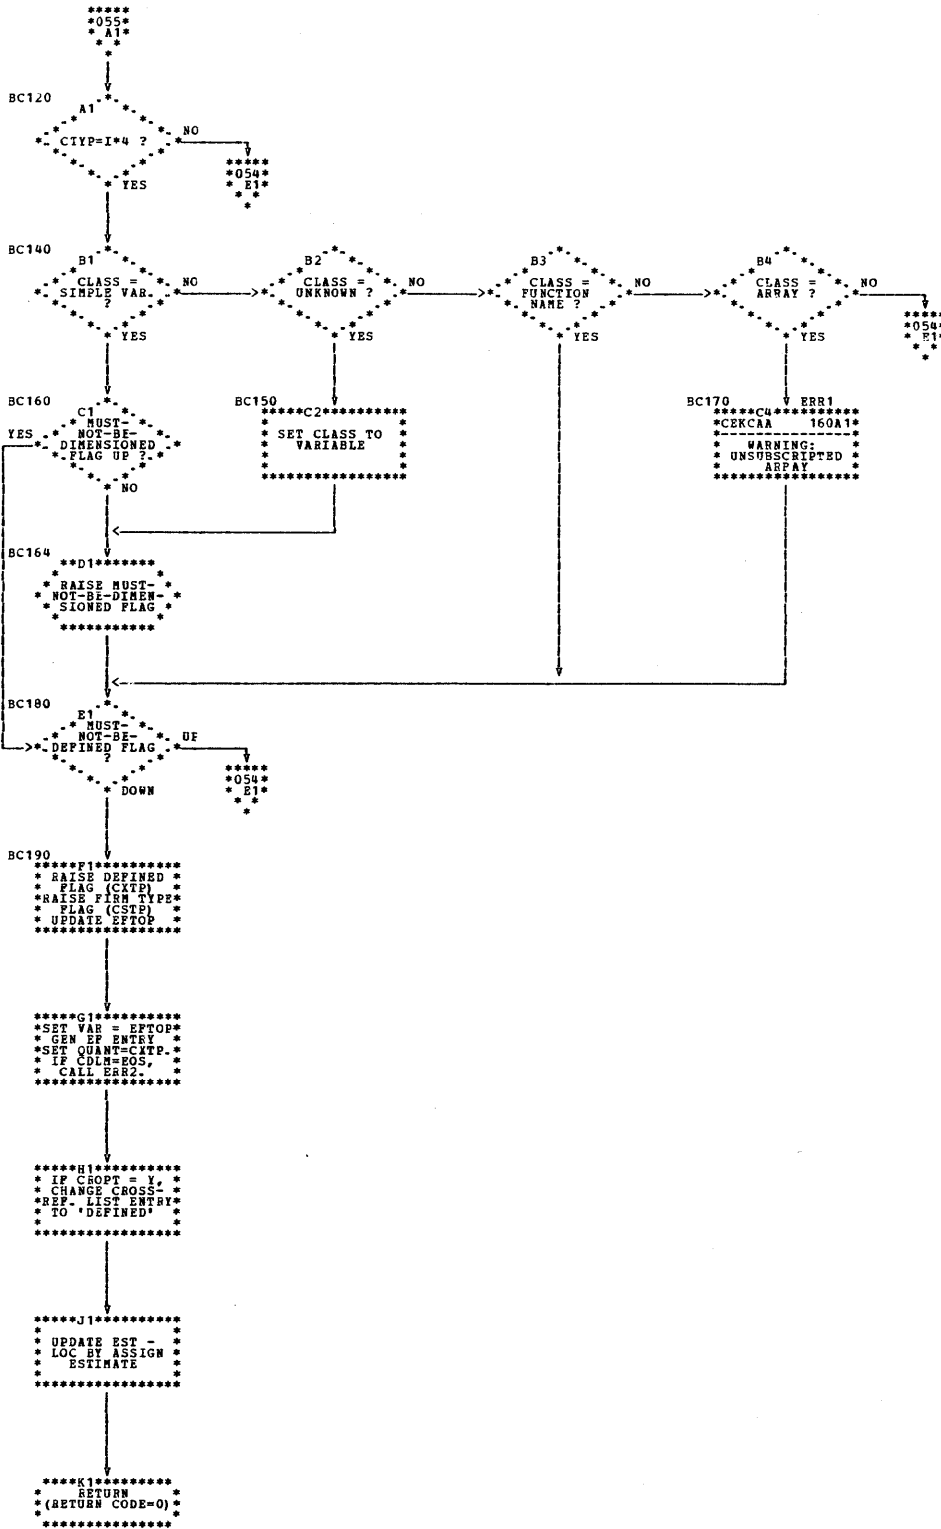 055
A1
BC120
A1
CTYP=I*4 ?
NO
054
E1
YES
BC140
B1
CLASS =
SIMPLE VAR.
?
NO
YES
B2
CLASS =
UNKNOWN ?
NO
YES
B3
CLASS =
FUNCTION
NAME ?
NO
YES
B4
CLASS =
ARRAY ?
NO
YES
054
E1
BC160
C1
MUST-
NOT-BE-
DIMENSIONED
FLAG UP ?
YES
NO
BC150
C2
SET CLASS TO
VARIABLE
BC170
C4
ERR1
CEKCAA 160A1
WARNING:
UNSUBSCRIPTED
ARRAY
BC164
D1
RAISE MUST-
NOT-BE-DIMEN-
SIONED FLAG
BC180
E1
MUST-
NOT-BE-
DEFINED FLAG
?
UP
DOWN
054
E1
BC190
F1
RAISE DEFINED
FLAG (CXTP)
RAISE FIRM TYPE
FLAG (CSTP)
UPDATE EFTOP
G1
SET VAR = EFTOP
GEN EF ENTRY
SET QUANT=CXTP.
IF CDLM=EOS,
CALL ERR2.
H1
IF CROPT = Y,
CHANGE CROSS-
REF. LIST ENTRY
TO 'DEFINED'
J1
UPDATE EST -
LOC BY ASSIGN
ESTIMATE
K1
RETURN
(RETURN CODE=0)